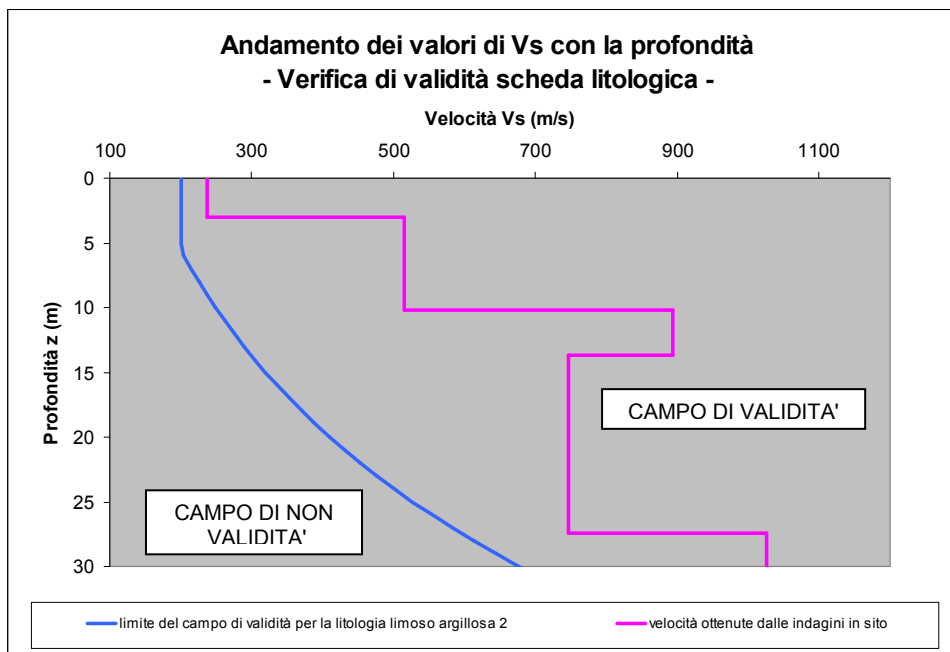 Andamento dei valori di Vs con la profondità
- Verifica di validità scheda litologica -
Velocità Vs (m/s)
100 300 500 700 900 1100
0
5
10
15
20
25
30
Profondità z (m)
CAMPO DI VALIDITA'
CAMPO DI NON
VALIDITA'
limite del campo di validità per la litologia limoso argillosa 2
velocità ottenute dalle indagini in sito